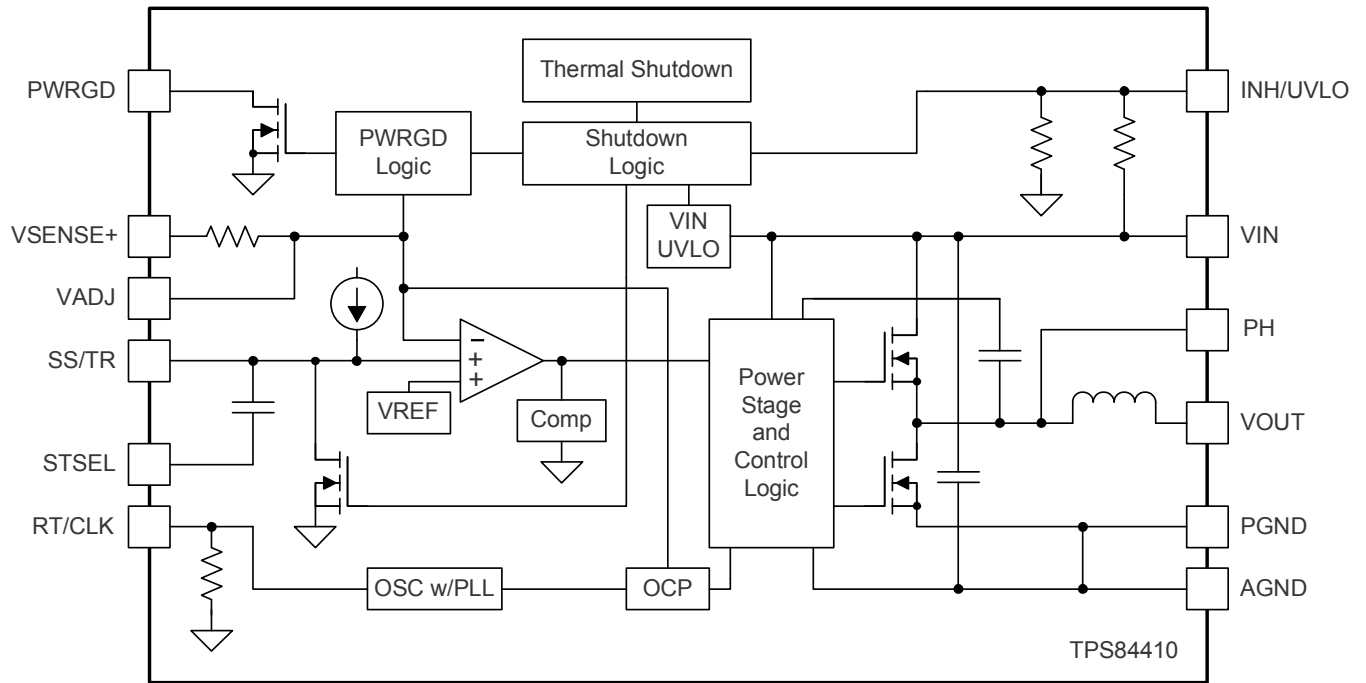 PWRGD
Thermal Shutdown
INH/UVLO
PWRGD
Logic
Shutdown
Logic
VSENSE+
VIN
UVLO
VIN
VADJ
PH
SS/TR
−
+
+
VREF
Comp
Power
Stage
and
Control
Logic
VOUT
STSEL
RT/CLK
PGND
OSC w/PLL
OCP
AGND
TPS84410